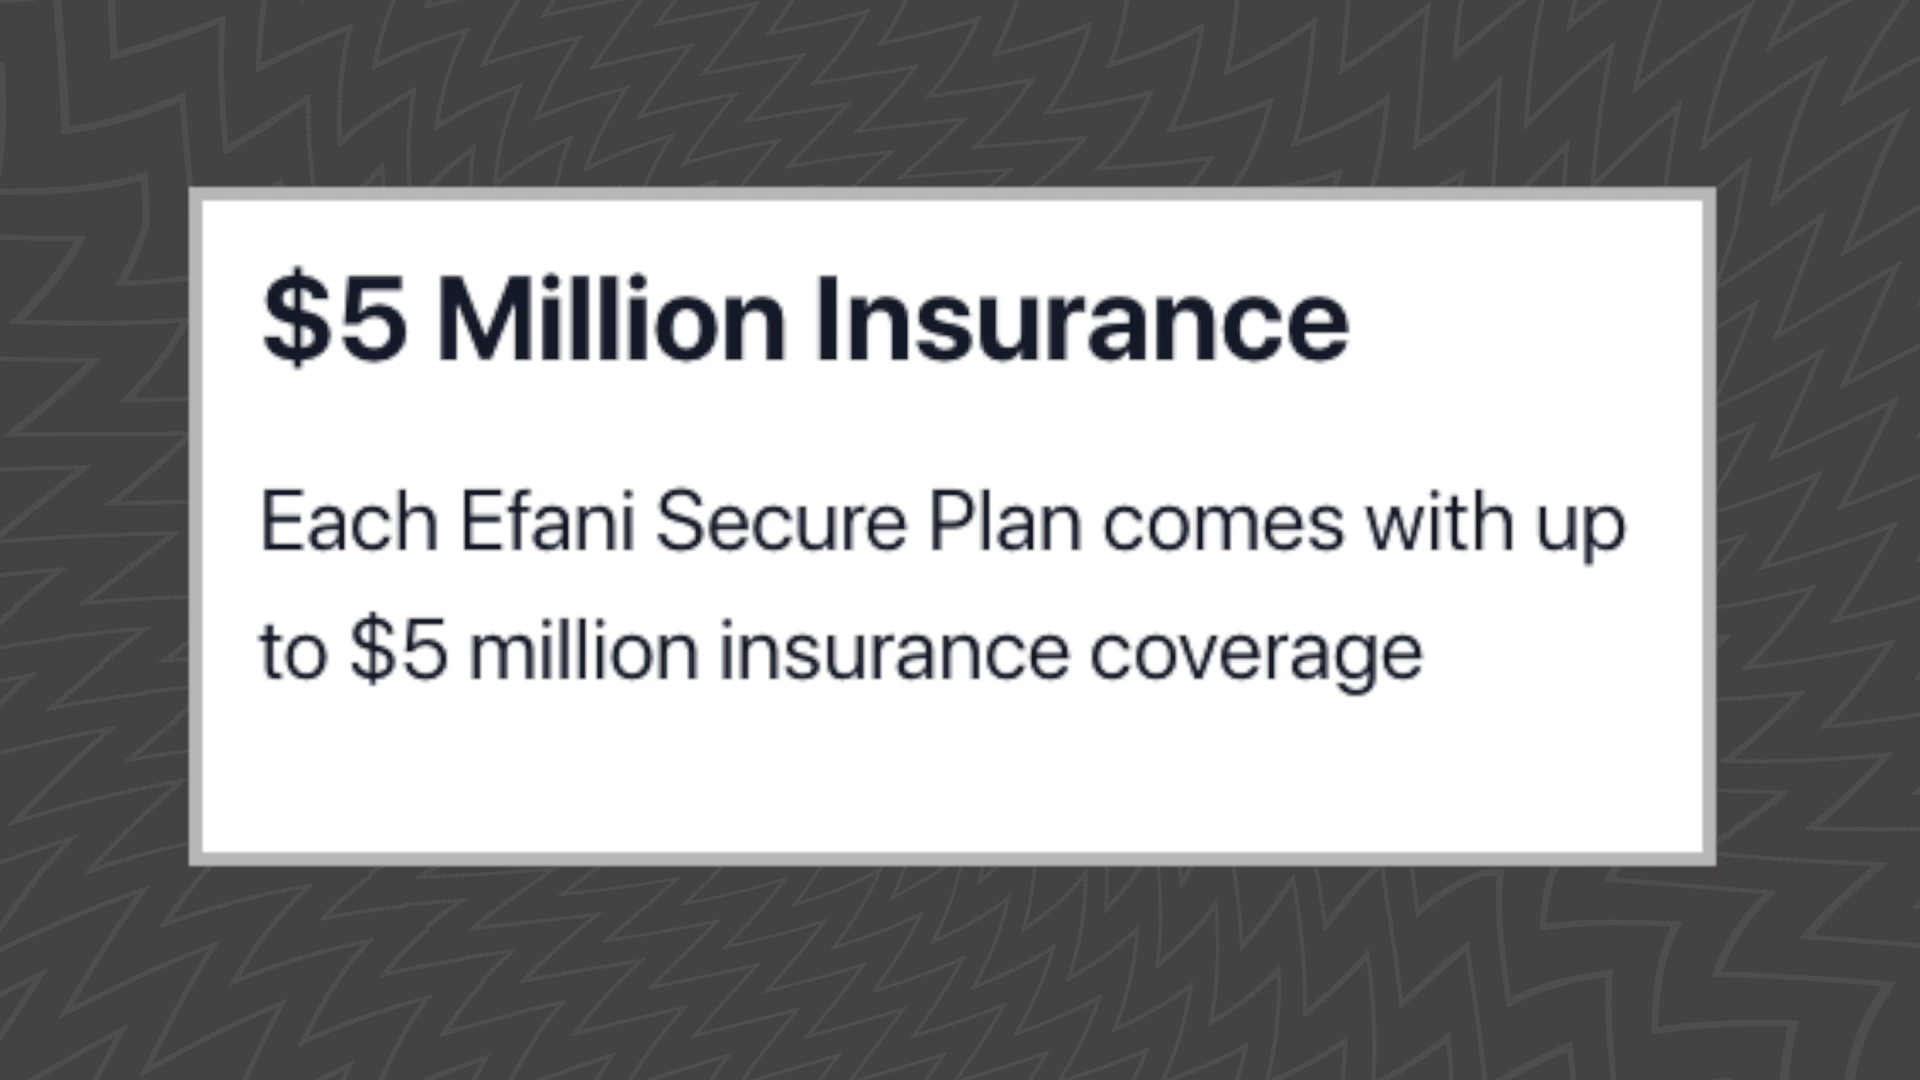 $5 Million Insurance
Each Efani Secure Plan comes with up
to $5 million insurance coverage